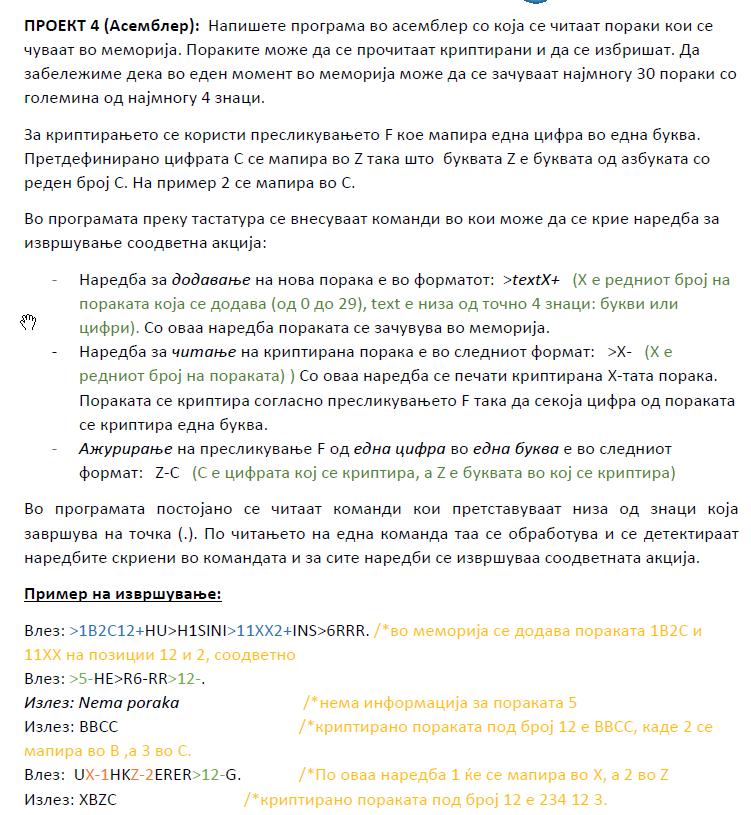 ПРОЕКТ 4 (Асемблер): Напишете програма во асемблер со која се читаат пораки кои се
чуваат во меморија. Пораките може да се прочитаат криптирани и да се избришат. Да
забележиме дека во еден момент во меморија може да се зачуваат најмногу 30 пораки со
големина од најмногу 4 знаци.
За криптирањето се користи пресликувањето F кое мапира една цифра во една буква.
Претдефинирано цифрата C се мапира во Z така што буквата Z е буквата од азбуката со
реден број C. На пример 2 се мапира во C.
Во програмата преку тастатура се внесуваат команди во кои може да се крие наредба за
извршување соодветна акција:
- Наредба за додавање на нова порака е во форматот: >textX+ (X е редниот број на
пораката која се додава (од 0 до 29), text е низа од точно 4 знаци: букви или
цифри). Со оваа наредба пораката се зачувува во меморија.
- Наредба за читање на криптирана порака е во следниот формат: >X- (X е
редниот број на пораката) ) Со оваа наредба се печати криптирана X-тата порака.
Пораката се криптира согласно пресликувањето F така да секоја цифра од пораката
се криптира една буква.
- Ажурирање на пресликување F од една цифра во една буква е во следниот
формат: Z-C (C е цифрата кој се криптира, а Z е буквата во кој се криптира)
Во програмата постојано се читаат команди кои претставуваат низа од знаци која
завршува на точка (.). По читањето на една команда таа се обработува и се детектираат
наредбите скриени во командата и за сите наредби се извршуваа соодветната акција.
Пример на извршување:
Влез: >1B2C12+HU>H1SINI>11XX2+INS>6RRR. /*во меморија се додава пораката 1B2C и
11XX на позиции 12 и 2, соодветно
Влез: >5-HE>R6-RR>12-.
Излез: Nema poraka /*нема информација за пораката 5
Излез: BBCC /*криптирано пораката под број 12 е BBCC, каде 2 се
мапира во B ,а 3 во C.
Влез: UX-1HKZ-2ERER>12-G. /*По оваа наредба 1 ќе се мапира во X, а 2 во Z
Излез: XBZC /*криптирано пораката под број 12 е 234 12 3.